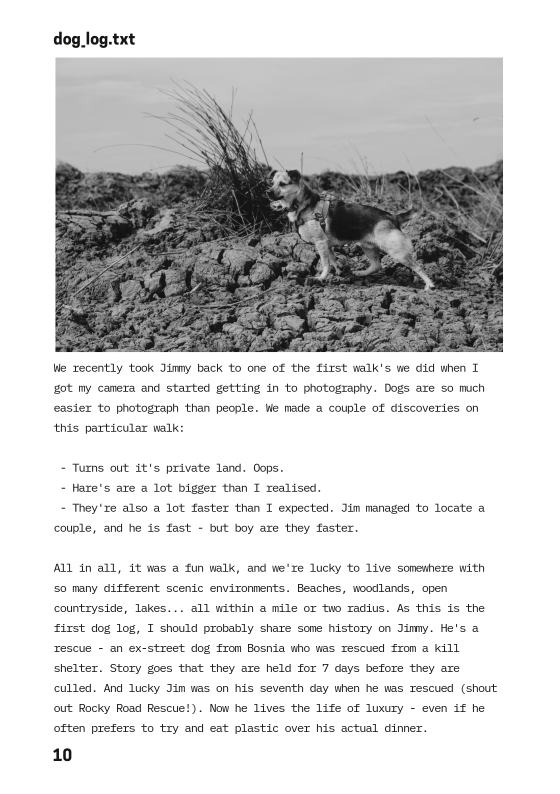 dog_log.txt
We recently took Jimmy back to one of the first walk's we did when I
got my camera and started getting in to photography. Dogs are so much
easier to photograph than people. We made a couple of discoveries on
this particular walk:
- Turns out it's private land. Oops.
- Hare's are a lot bigger than I realised.
- They're also a lot faster than I expected. Jim managed to locate a
couple, and he is fast - but boy are they faster.
All in all, it was a fun walk, and we're lucky to live somewhere with
so many different scenic environments. Beaches, woodlands, open
countryside, lakes... all within a mile or two radius. As this is the
first dog log, I should probably share some history on Jimmy. He's a
rescue - an ex-street dog from Bosnia who was rescued from a kill
shelter. Story goes that they are held for 7 days before they are
culled. And lucky Jim was on his seventh day when he was rescued (shout
out Rocky Road Rescue!). Now he lives the life of luxury - even if he
often prefers to try and eat plastic over his actual dinner.
10